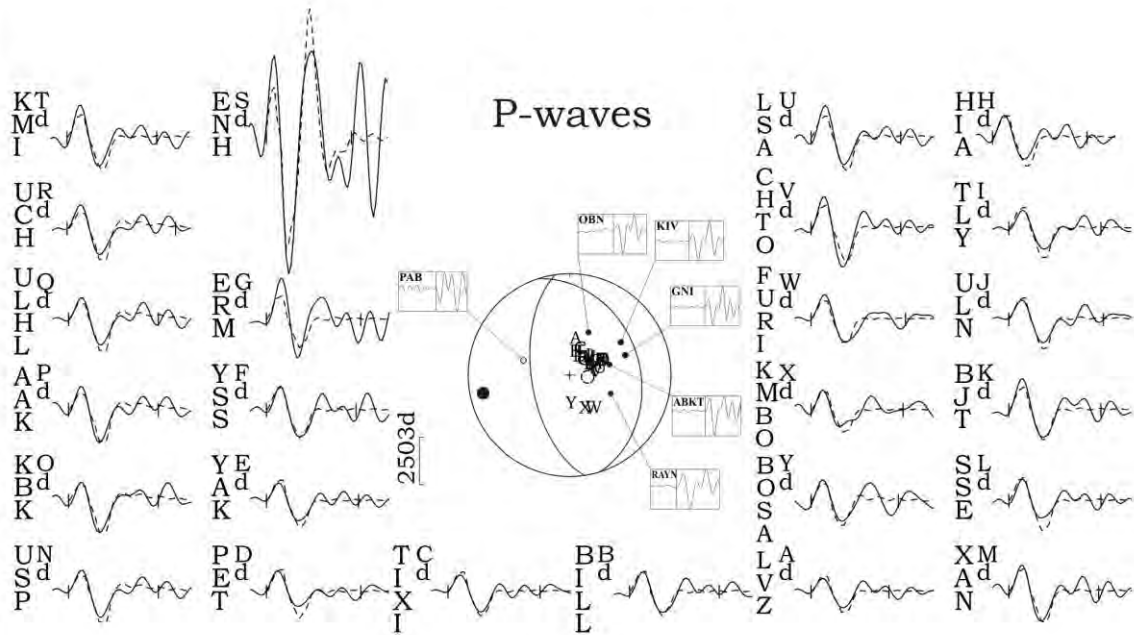 KMI T d
ENH S d
P-waves
LSA U d
HIA H d
UCH R d
CHTO V d
TLY I d
OBN
KIV
PAB
GNI
ULHL Q d
ERM G d
FURI W d
ULN J d
A
AAK P d
YSS F d
Y X W
ABKT
KMBO X d
BJT K d
2503d
RAYN
KBK O d
YAK E d
BOSA Y d
SSE L d
USP N d
PET D d
TIXI C d
BILL B d
LVZ A d
XAN M d